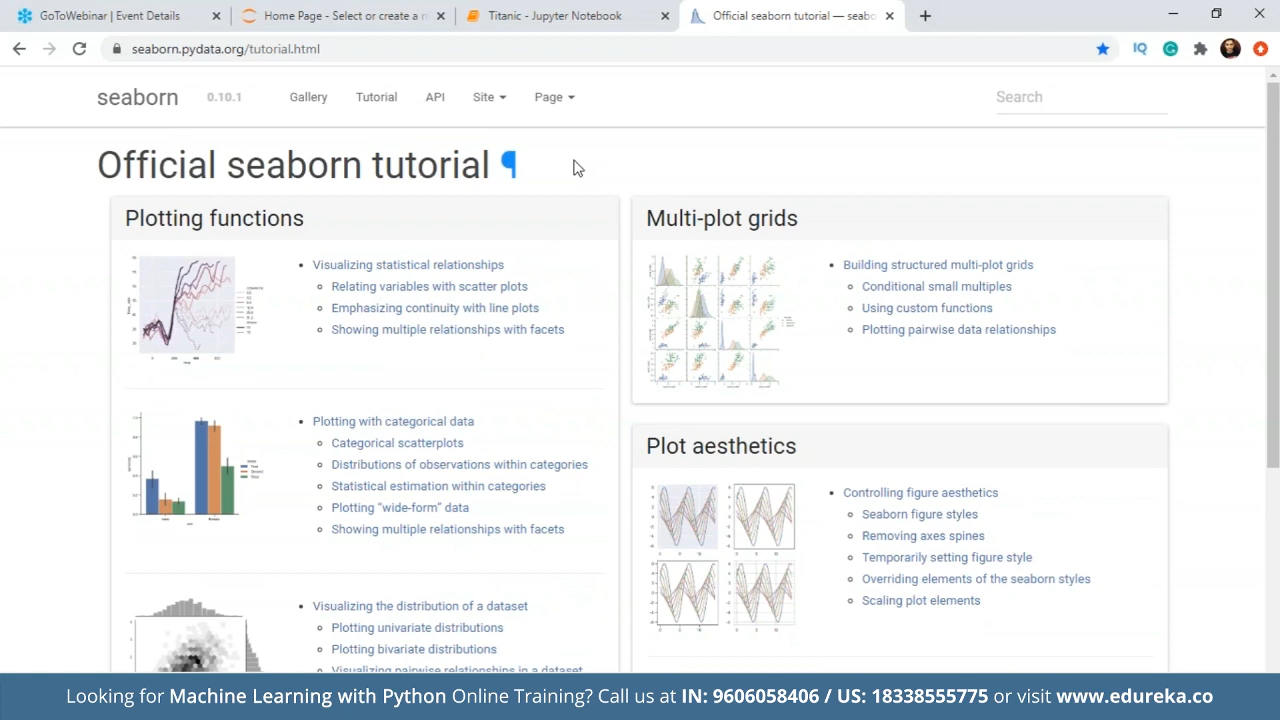 GoToWebinar | Event Details
Home Page - Select or create a n
Titanic - Jupyter Notebook
Official seaborn tutorial — seabo
seaborn.pydata.org/tutorial.html
IQ
seaborn 0.10.1 Gallery Tutorial API Site Page Search
Official seaborn tutorial ¶
Plotting functions
Visualizing statistical relationships
Relating variables with scatter plots
Emphasizing continuity with line plots
Showing multiple relationships with facets
Plotting with categorical data
Categorical scatterplots
Distributions of observations within categories
Statistical estimation within categories
Plotting “wide-form” data
Showing multiple relationships with facets
Visualizing the distribution of a dataset
Plotting univariate distributions
Plotting bivariate distributions
Visualizing pairwise relationships in a dataset
Multi-plot grids
Building structured multi-plot grids
Conditional small multiples
Using custom functions
Plotting pairwise data relationships
Plot aesthetics
Controlling figure aesthetics
Seaborn figure styles
Removing axes spines
Temporarily setting figure style
Overriding elements of the seaborn styles
Scaling plot elements
Looking for Machine Learning with Python Online Training? Call us at IN: 9606058406 / US: 18338555775 or visit www.edureka.co